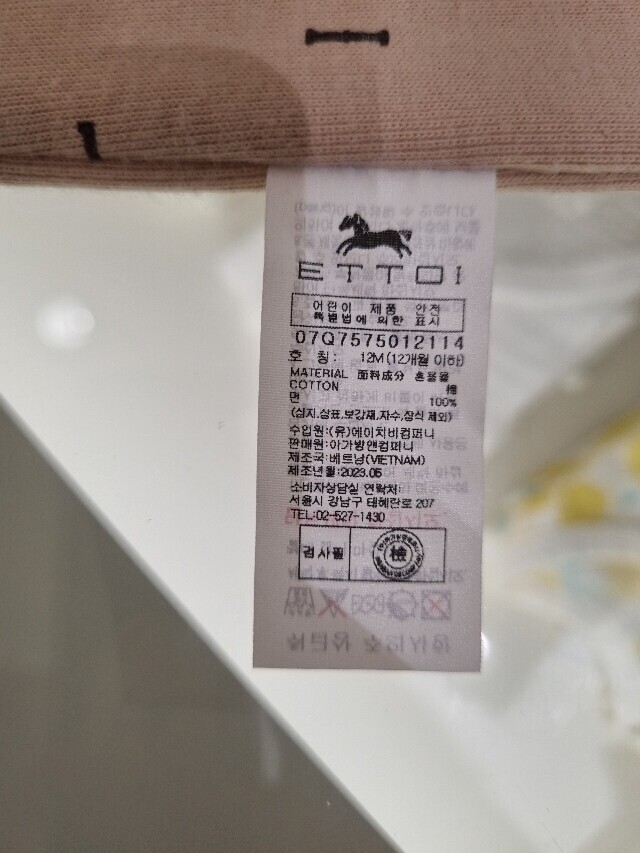 ETTOI
어린이 제품 안전
특별법에 의한 표시
07Q7575012114
호 칭: 12M (12개월 이하)
MATERIAL 面料成分 혼용율
COTTON 棉
면 100%
(심지,상표,보강재,자수,장식 제외)
수입원:(유)에이치비컴퍼니
판매원:아가방앤컴퍼니
제조국:베트남(VIETNAM)
제조년월:2023.05
소비자상담실 연락처:
서울시 강남구 테헤란로 207
TEL:02-527-1430
검사필 檢